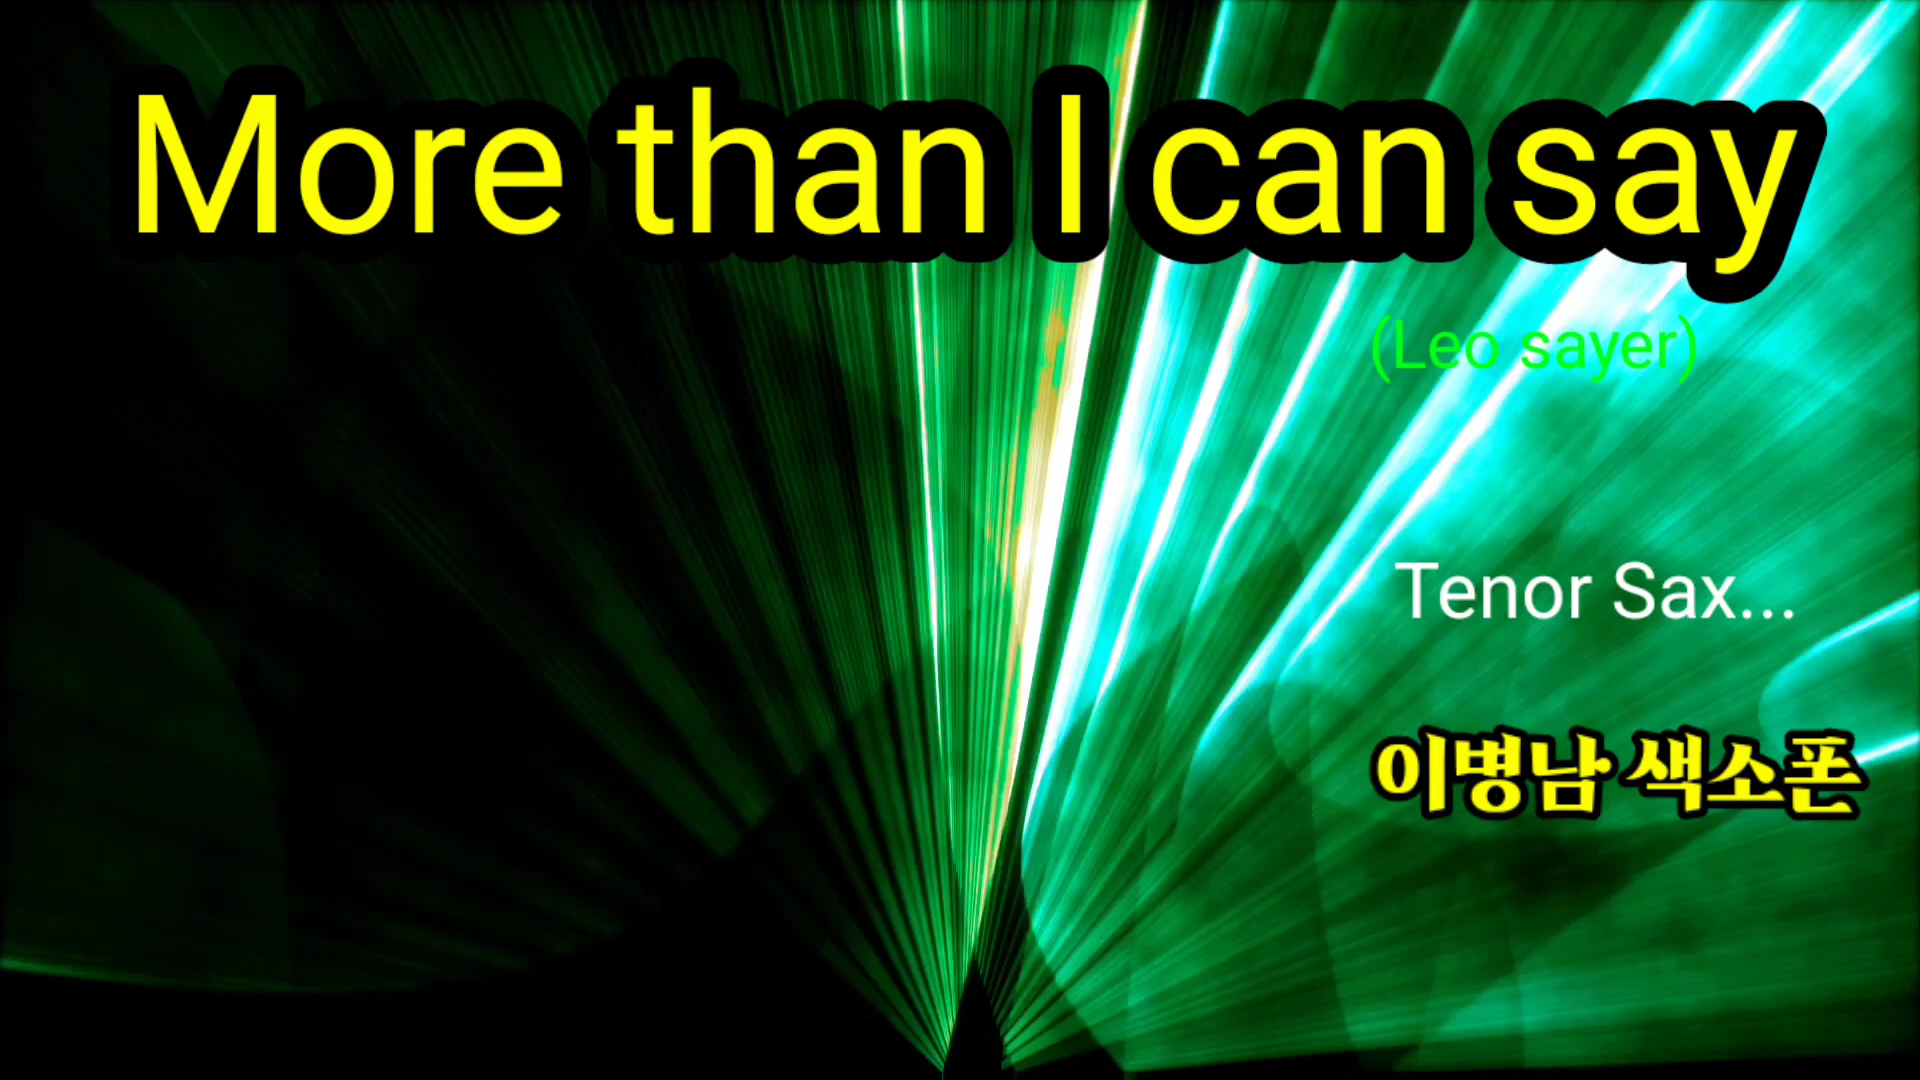 More than I can say
(Leo sayer)
Tenor Sax...
이병남 색소폰